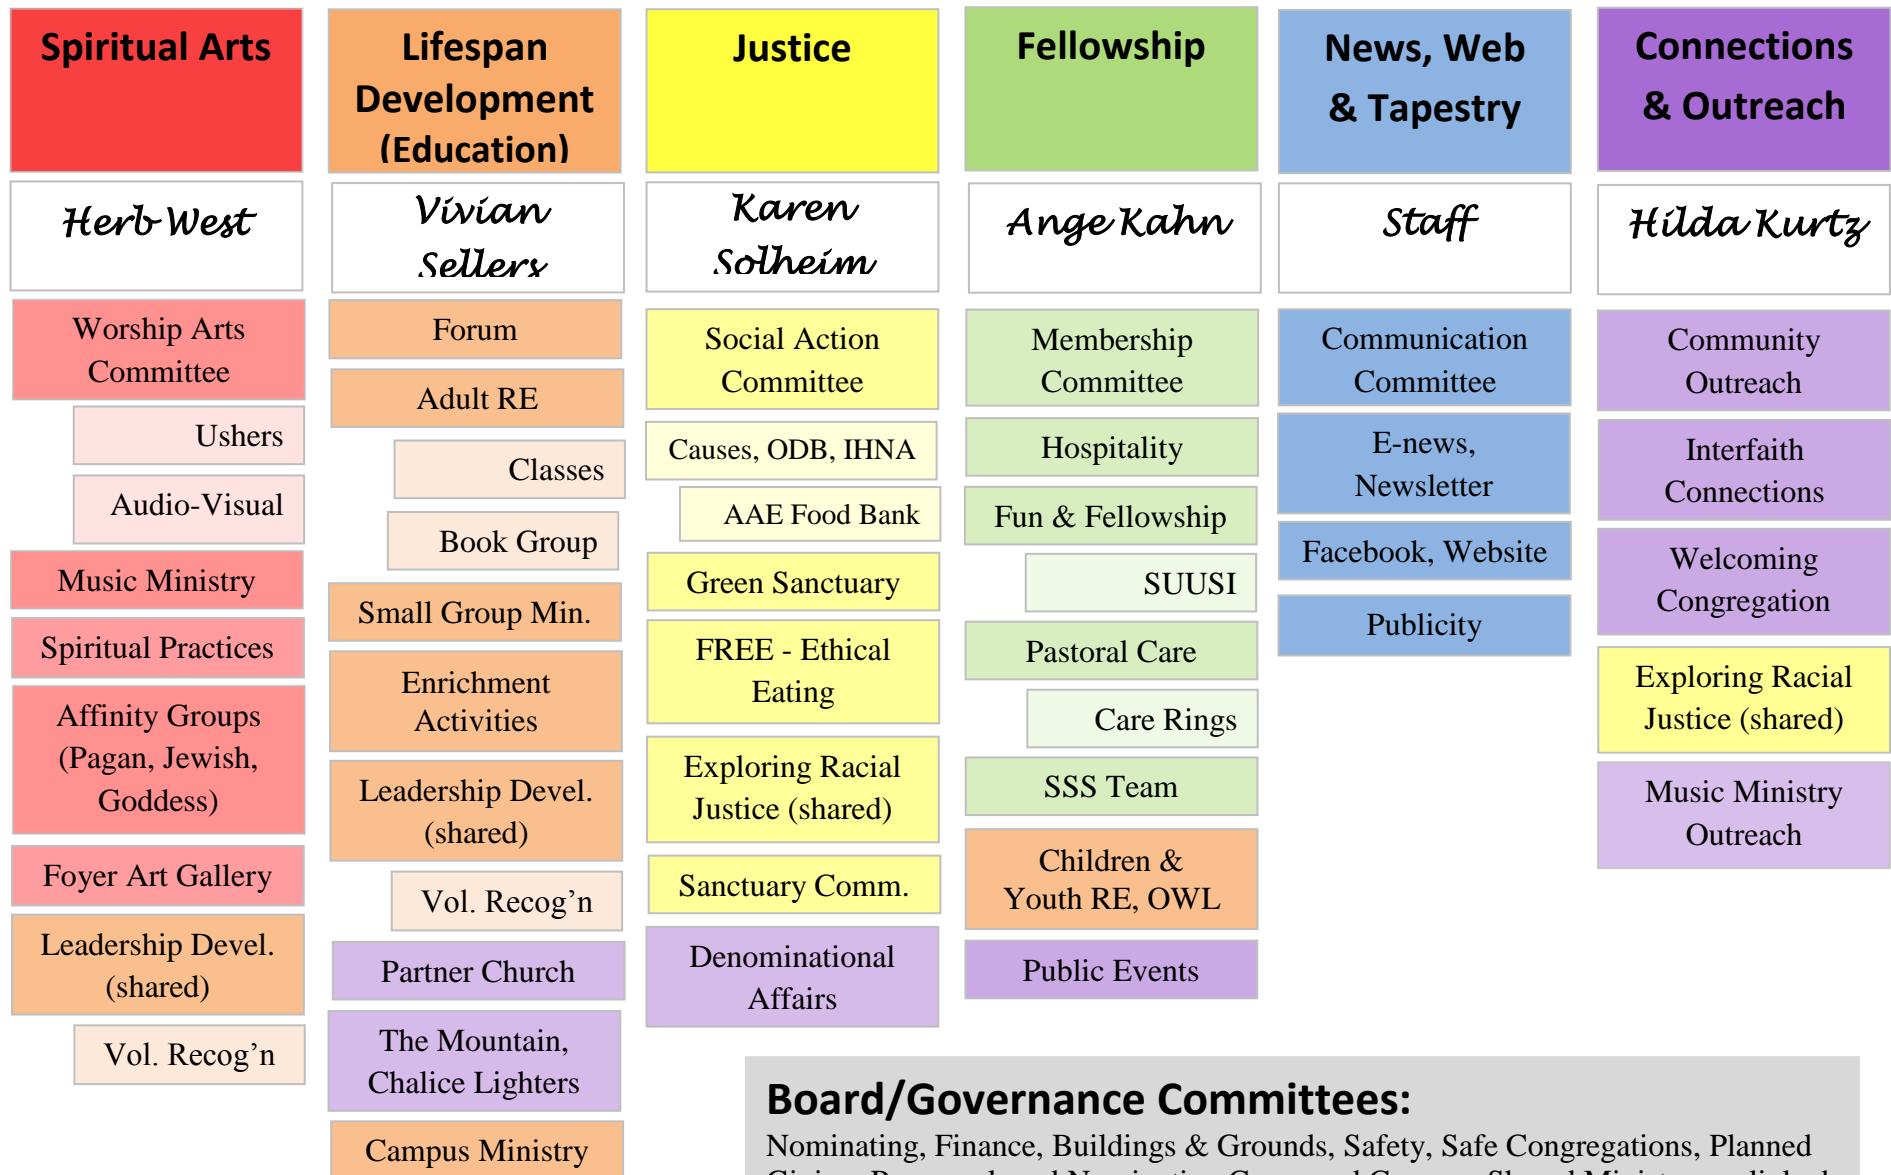 Spiritual Arts
Herb West
Worship Arts
Committee
Ushers
Audio-Visual
Music Ministry
Spiritual Practices
Affinity Groups
(Pagan, Jewish,
Goddess)
Foyer Art Gallery
Leadership Devel.
(shared)
Vol. Recog’n
Lifespan
Development
(Education)
Vivian
Sellers
Forum
Adult RE
Classes
Book Group
Small Group Min.
Enrichment
Activities
Leadership Devel.
(shared)
Vol. Recog’n
Partner Church
The Mountain,
Chalice Lighters
Campus Ministry
Justice
Karen
Solheim
Social Action
Committee
Causes, ODB, IHNA
AAE Food Bank
Green Sanctuary
FREE - Ethical
Eating
Exploring Racial
Justice (shared)
Sanctuary Comm.
Denominational
Affairs
Fellowship
Ange Kahn
Membership
Committee
Hospitality
Fun & Fellowship
SUUSI
Pastoral Care
Care Rings
SSS Team
Children &
Youth RE, OWL
Public Events
News, Web
& Tapestry
Staff
Communication
Committee
E-news,
Newsletter
Facebook, Website
Publicity
Connections
& Outreach
Hilda Kurtz
Community
Outreach
Interfaith
Connections
Welcoming
Congregation
Exploring Racial
Justice (shared)
Music Ministry
Outreach
Board/Governance Committees:
Nominating, Finance, Buildings & Grounds, Safety, Safe Congregations, Planned